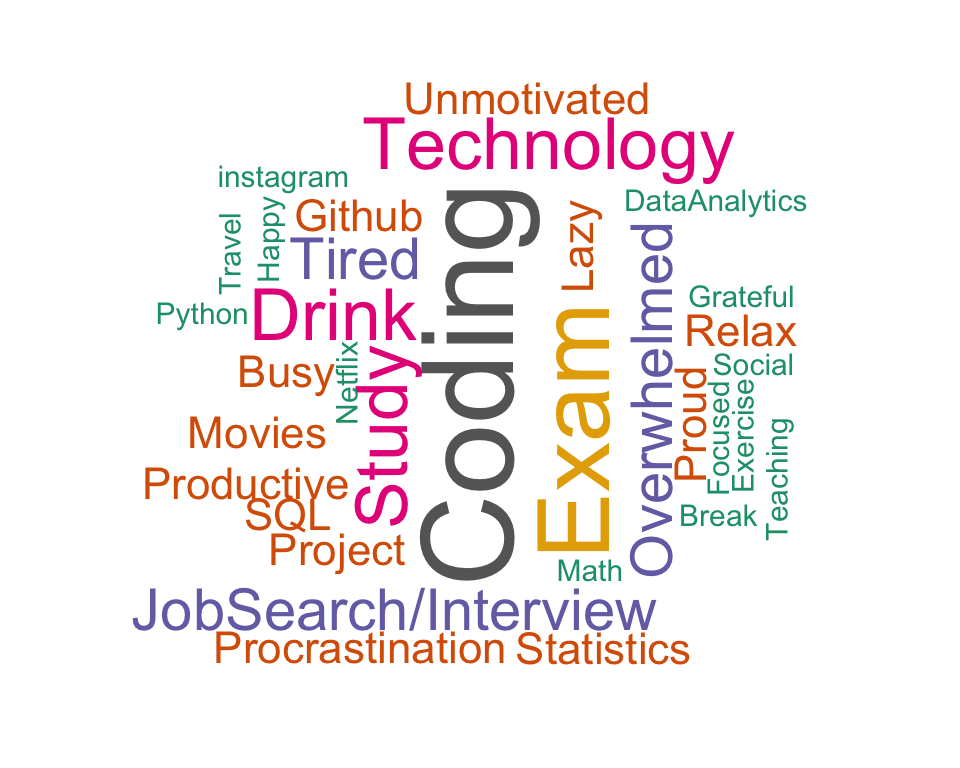 Unmotivated
Technology
instagram
DataAnalytics
Travel
Happy
Github
Lazy
Tired
Coding
Overwhelmed
Python
Drink
Exam
Grateful
Relax
Busy
Netflix
Study
Social
Proud
Focused
Exercise
Teaching
Movies
Productive
SQL
Break
Project
Math
JobSearch/Interview
Procrastination
Statistics